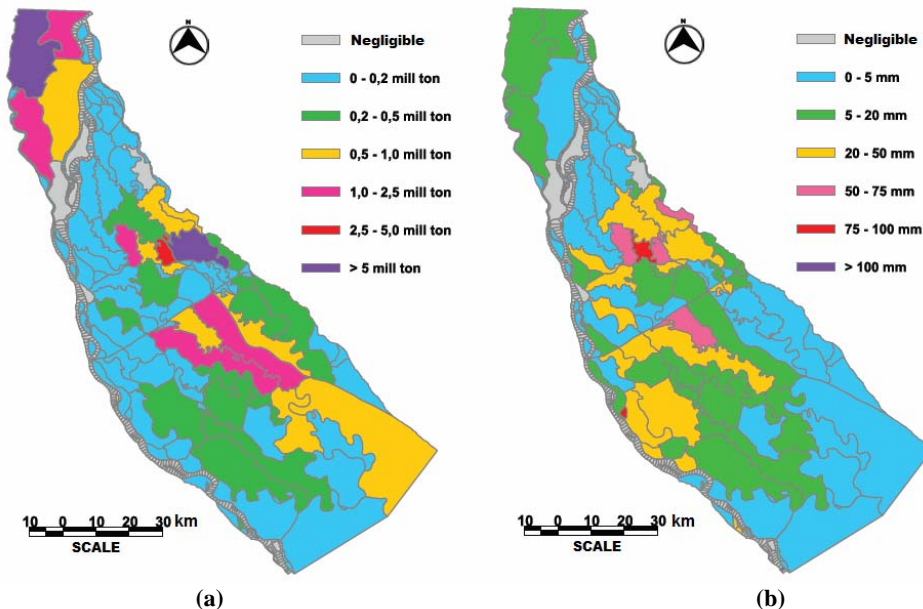 N
Negligible
0 - 0,2 mill ton
0,2 - 0,5 mill ton
0,5 - 1,0 mill ton
1,0 - 2,5 mill ton
2,5 - 5,0 mill ton
> 5 mill ton
10 0 10 20 30 km
SCALE
(a)
N
Negligible
0 - 5 mm
5 - 20 mm
20 - 50 mm
50 - 75 mm
75 - 100 mm
> 100 mm
10 0 10 20 30 km
SCALE
(b)